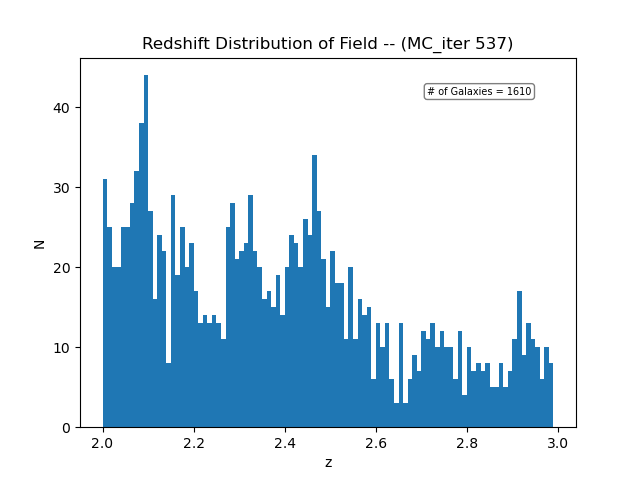 Redshift Distribution of Field -- (MC_iter 537)
# of Galaxies = 1610
40
30
20
10
0
N
2.0 2.2 2.4 2.6 2.8 3.0
z